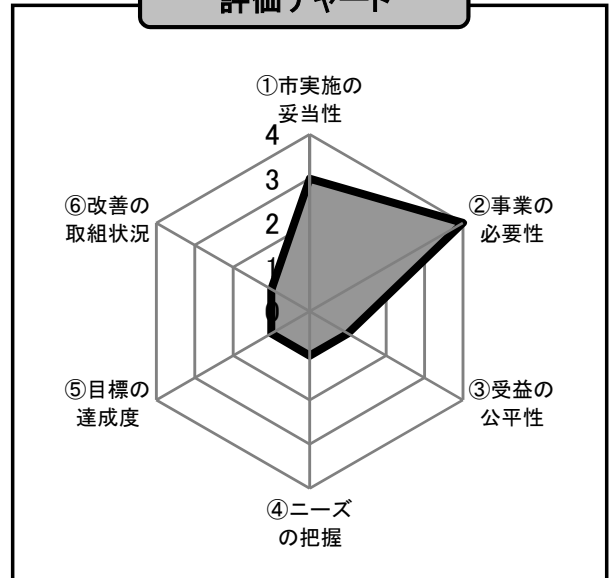 評価チャート
①市実施の
妥当性
4
3
2
1
0
②事業の
必要性
③受益の
公平性
④ニーズ
の把握
⑤目標の
達成度
⑥改善の
取組状況